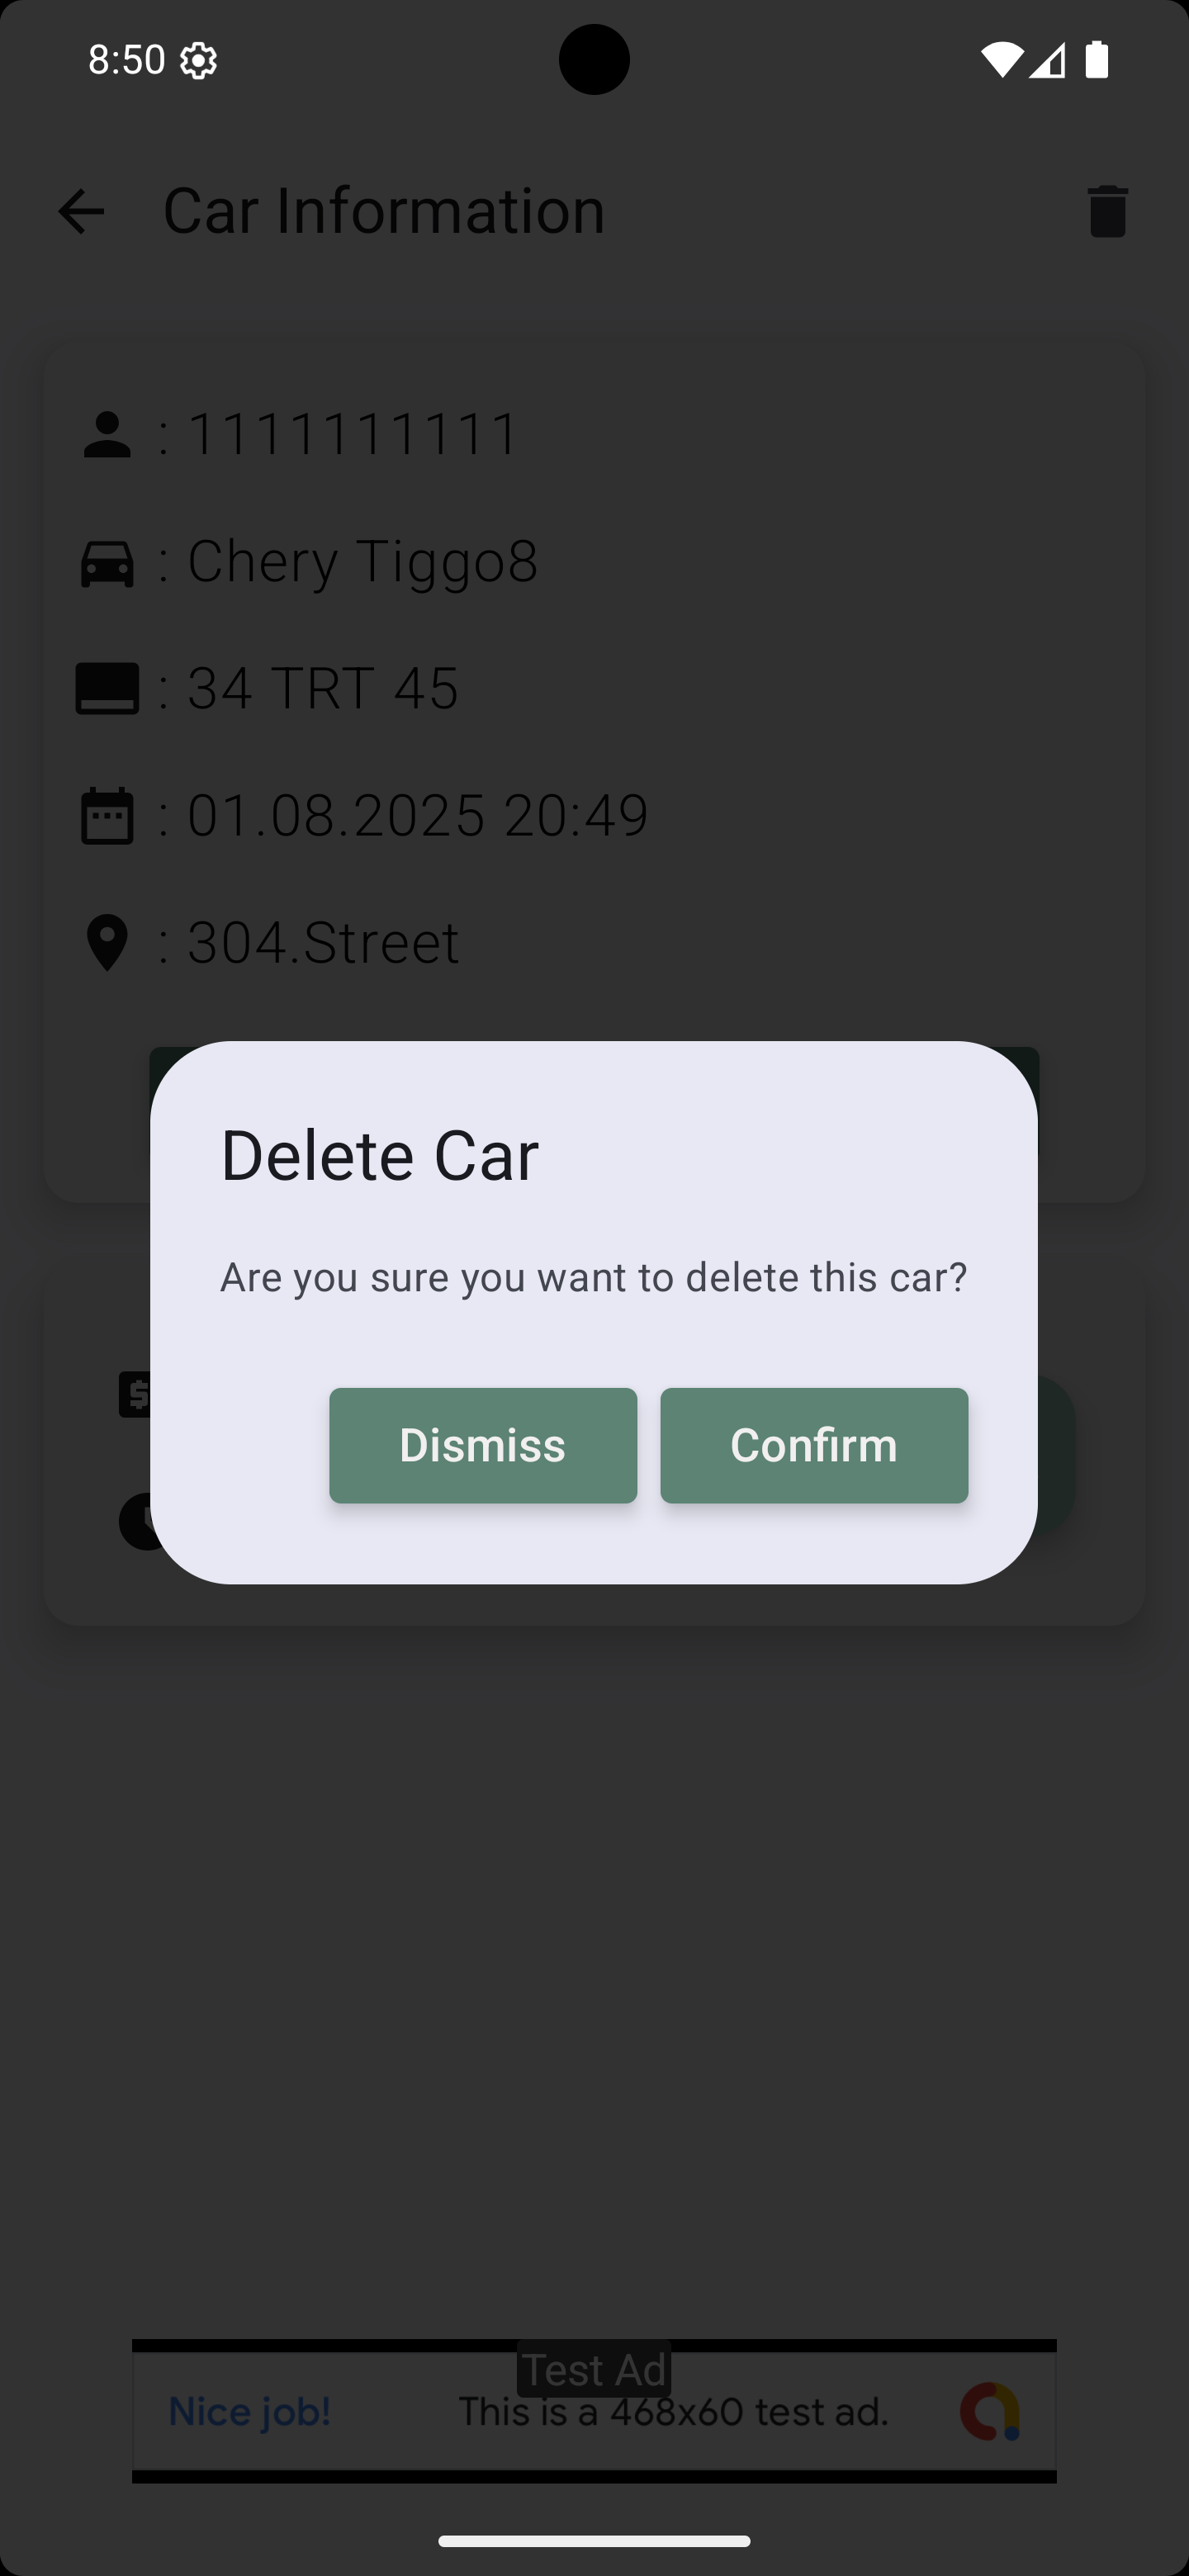 8:50
Car Information
: 1111111111
: Chery Tiggo8
: 34 TRT 45
: 01.08.2025 20:49
: 304.Street
Delete Car
Are you sure you want to delete this car?
Dismiss
Confirm
Test Ad
Nice job!
This is a 468x60 test ad.